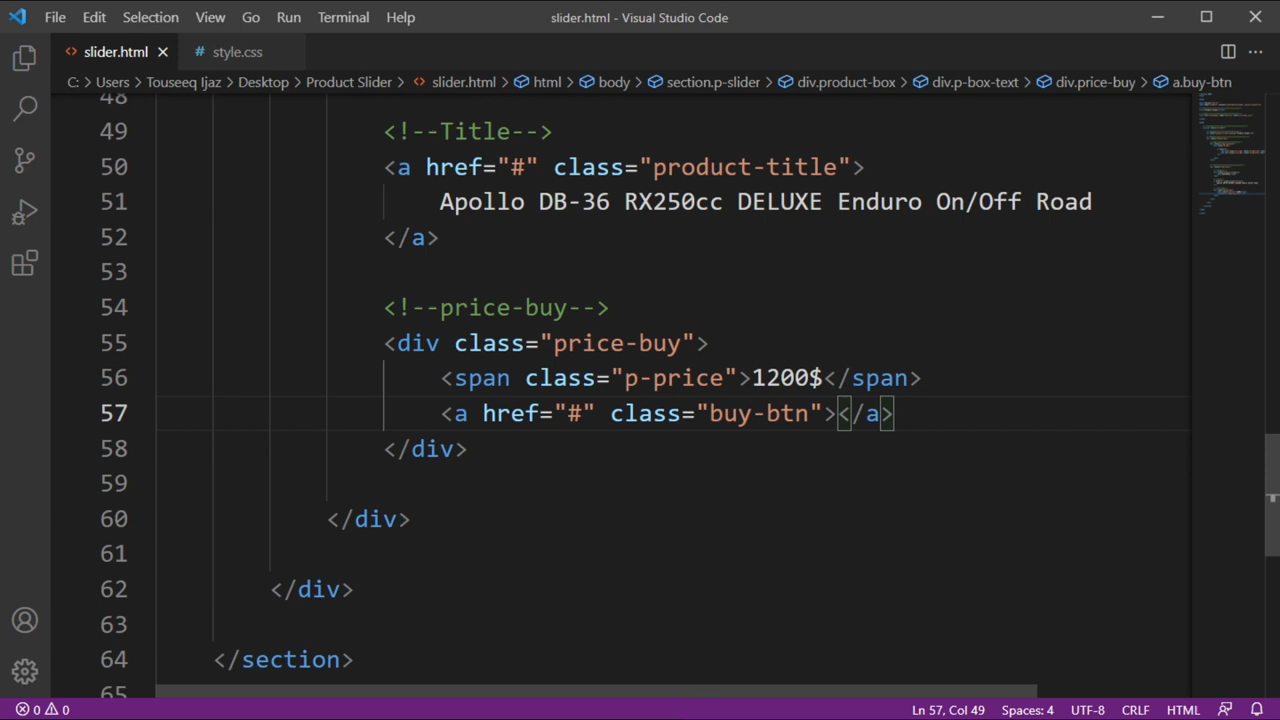 File Edit Selection View Go Run Terminal Help slider.html - Visual Studio Code
slider.html style.css
C: > Users > Touseeq Ijaz > Desktop > Product Slider > slider.html > html > body > section.p-slider > div.product-box > div.p-box-text > div.price-buy > a.buy-btn
48
49 <!--Title-->
50 <a href="#" class="product-title">
51 Apollo DB-36 RX250cc DELUXE Enduro On/Off Road
52 </a>
53
54 <!--price-buy-->
55 <div class="price-buy">
56 <span class="p-price">1200$</span>
57 <a href="#" class="buy-btn"></a>
58 </div>
59
60 </div>
61
62 </div>
63
64 </section>
65
0 0 Ln 57, Col 49 Spaces: 4 UTF-8 CRLF HTML